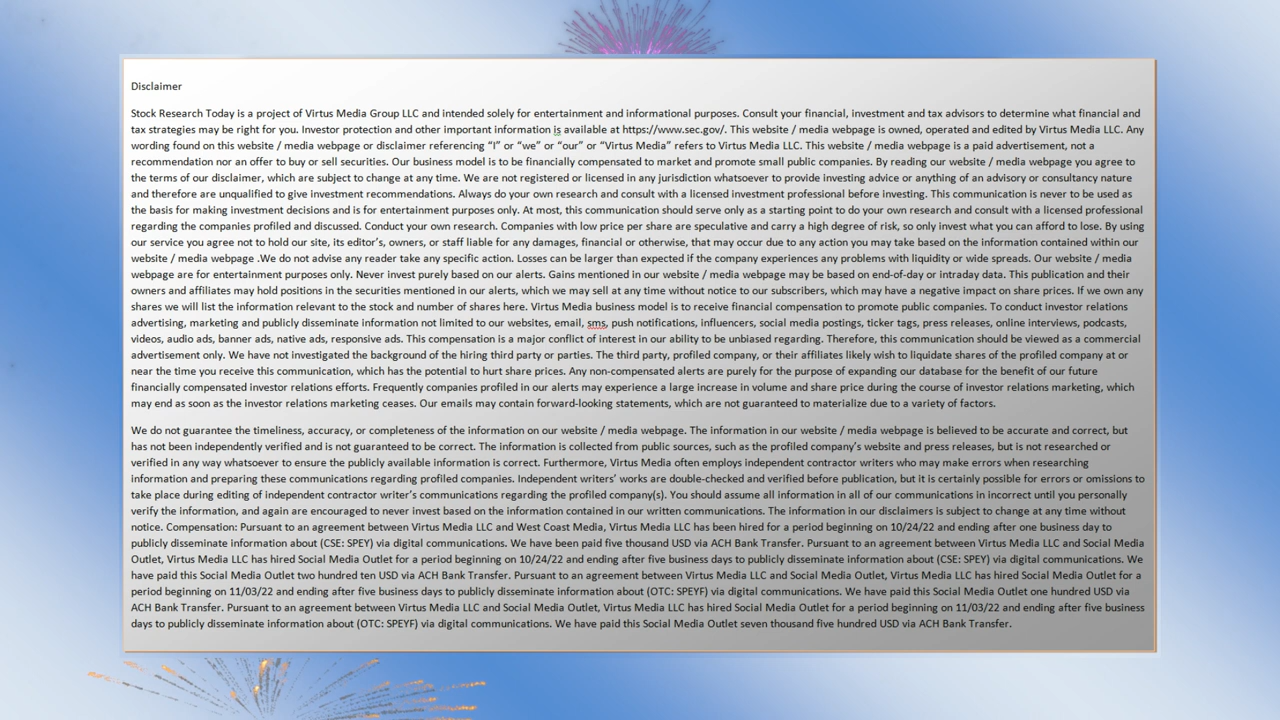 Disclaimer
Stock Research Today is a project of Virtus Media Group LLC and intended solely for entertainment and informational purposes. Consult your financial, investment and tax advisors to determine what financial and
tax strategies may be right for you. Investor protection and other important information is available at https://www.sec.gov/. This website / media webpage is owned, operated and edited by Virtus Media LLC. Any
wording found on this website / media webpage or disclaimer referencing “I” or “we” or “our” or “Virtus Media” refers to Virtus Media LLC. This website / media webpage is a paid advertisement, not a
recommendation nor an offer to buy or sell securities. Our business model is to be financially compensated to market and promote small public companies. By reading our website / media webpage you agree to
the terms of our disclaimer, which are subject to change at any time. We are not registered or licensed in any jurisdiction whatsoever to provide investing advice or anything of an advisory or consultancy nature
and therefore are unqualified to give investment recommendations. Always do your own research and consult with a licensed investment professional before investing. This communication is never to be used as
the basis for making investment decisions and is for entertainment purposes only. At most, this communication should serve only as a starting point to do your own research and consult with a licensed professional
regarding the companies profiled and discussed. Conduct your own research. Companies with low price per share are speculative and carry a high degree of risk, so only invest what you can afford to lose. By using
our service you agree not to hold our site, its editor’s, owners, or staff liable for any damages, financial or otherwise, that may occur due to any action you may take based on the information contained within our
website / media webpage .We do not advise any reader take any specific action. Losses can be larger than expected if the company experiences any problems with liquidity or wide spreads. Our website / media
webpage are for entertainment purposes only. Never invest purely based on our alerts. Gains mentioned in our website / media webpage may be based on end-of-day or intraday data. This publication and their
owners and affiliates may hold positions in the securities mentioned in our alerts, which we may sell at any time without notice to our subscribers, which may have a negative impact on share prices. If we own any
shares we will list the information relevant to the stock and number of shares here. Virtus Media business model is to receive financial compensation to promote public companies. To conduct investor relations
advertising, marketing and publicly disseminate information not limited to our websites, email, sms, push notifications, influencers, social media postings, ticker tags, press releases, online interviews, podcasts,
videos, audio ads, banner ads, native ads, responsive ads. This compensation is a major conflict of interest in our ability to be unbiased regarding. Therefore, this communication should be viewed as a commercial
advertisement only. We have not investigated the background of the hiring third party or parties. The third party, profiled company, or their affiliates likely wish to liquidate shares of the profiled company at or
near the time you receive this communication, which has the potential to hurt share prices. Any non-compensated alerts are purely for the purpose of expanding our database for the benefit of our future
financially compensated investor relations efforts. Frequently companies profiled in our alerts may experience a large increase in volume and share price during the course of investor relations marketing, which
may end as soon as the investor relations marketing ceases. Our emails may contain forward-looking statements, which are not guaranteed to materialize due to a variety of factors.
We do not guarantee the timeliness, accuracy, or completeness of the information on our website / media webpage. The information in our website / media webpage is believed to be accurate and correct, but
has not been independently verified and is not guaranteed to be correct. The information is collected from public sources, such as the profiled company’s website and press releases, but is not researched or
verified in any way whatsoever to ensure the publicly available information is correct. Furthermore, Virtus Media often employs independent contractor writers who may make errors when researching
information and preparing these communications regarding profiled companies. Independent writers’ works are double-checked and verified before publication, but it is certainly possible for errors or omissions to
take place during editing of independent contractor writer’s communications regarding the profiled company(s). You should assume all information in all of our communications in incorrect until you personally
verify the information, and again are encouraged to never invest based on the information contained in our written communications. The information in our disclaimers is subject to change at any time without
notice. Compensation: Pursuant to an agreement between Virtus Media LLC and West Coast Media, Virtus Media LLC has been hired for a period beginning on 10/24/22 and ending after one business day to
publicly disseminate information about (CSE: SPEY) via digital communications. We have been paid five thousand USD via ACH Bank Transfer. Pursuant to an agreement between Virtus Media LLC and Social Media
Outlet, Virtus Media LLC has hired Social Media Outlet for a period beginning on 10/24/22 and ending after five business days to publicly disseminate information about (CSE: SPEY) via digital communications. We
have paid this Social Media Outlet two hundred ten USD via ACH Bank Transfer. Pursuant to an agreement between Virtus Media LLC and Social Media Outlet, Virtus Media LLC has hired Social Media Outlet for a
period beginning on 11/03/22 and ending after five business days to publicly disseminate information about (OTC: SPEYF) via digital communications. We have paid this Social Media Outlet one hundred USD via
ACH Bank Transfer. Pursuant to an agreement between Virtus Media LLC and Social Media Outlet, Virtus Media LLC has hired Social Media Outlet for a period beginning on 11/03/22 and ending after five business
days to publicly disseminate information about (OTC: SPEYF) via digital communications. We have paid this Social Media Outlet seven thousand five hundred USD via ACH Bank Transfer.